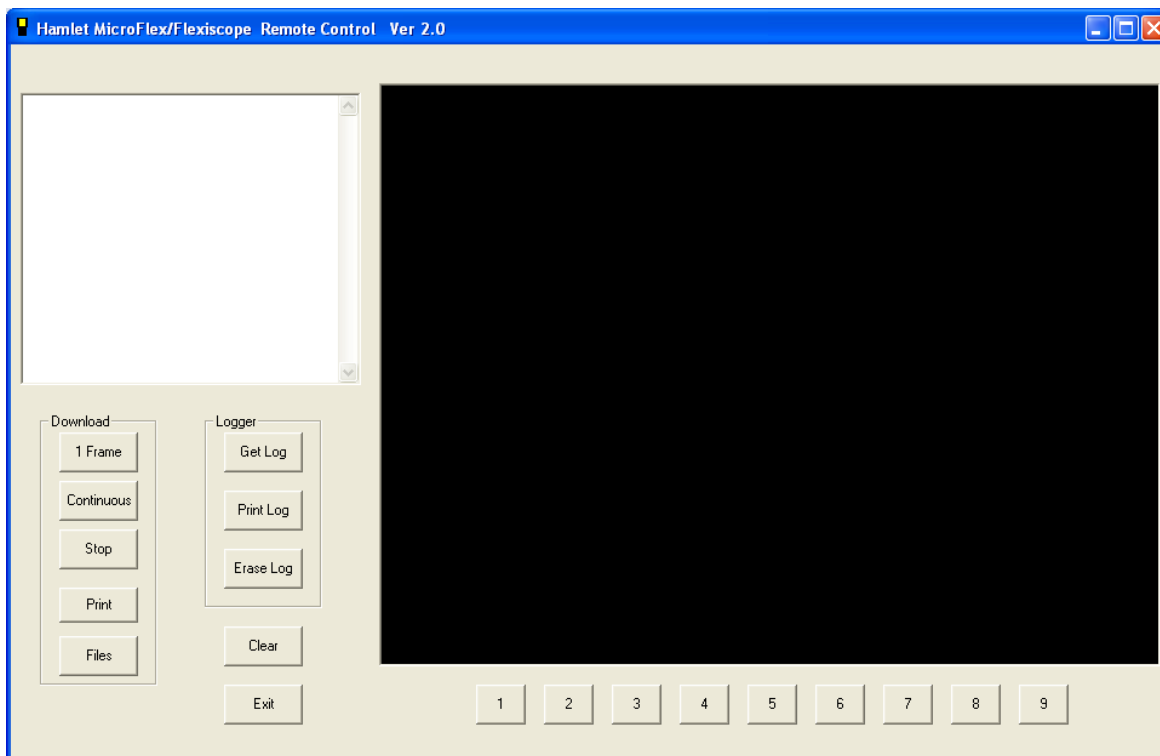 Hamlet MicroFlex/Flexiscope Remote Control Ver 2.0
Download
1 Frame
Continuous
Stop
Print
Files
Logger
Get Log
Print Log
Erase Log
Clear
Exit
1 2 3 4 5 6 7 8 9